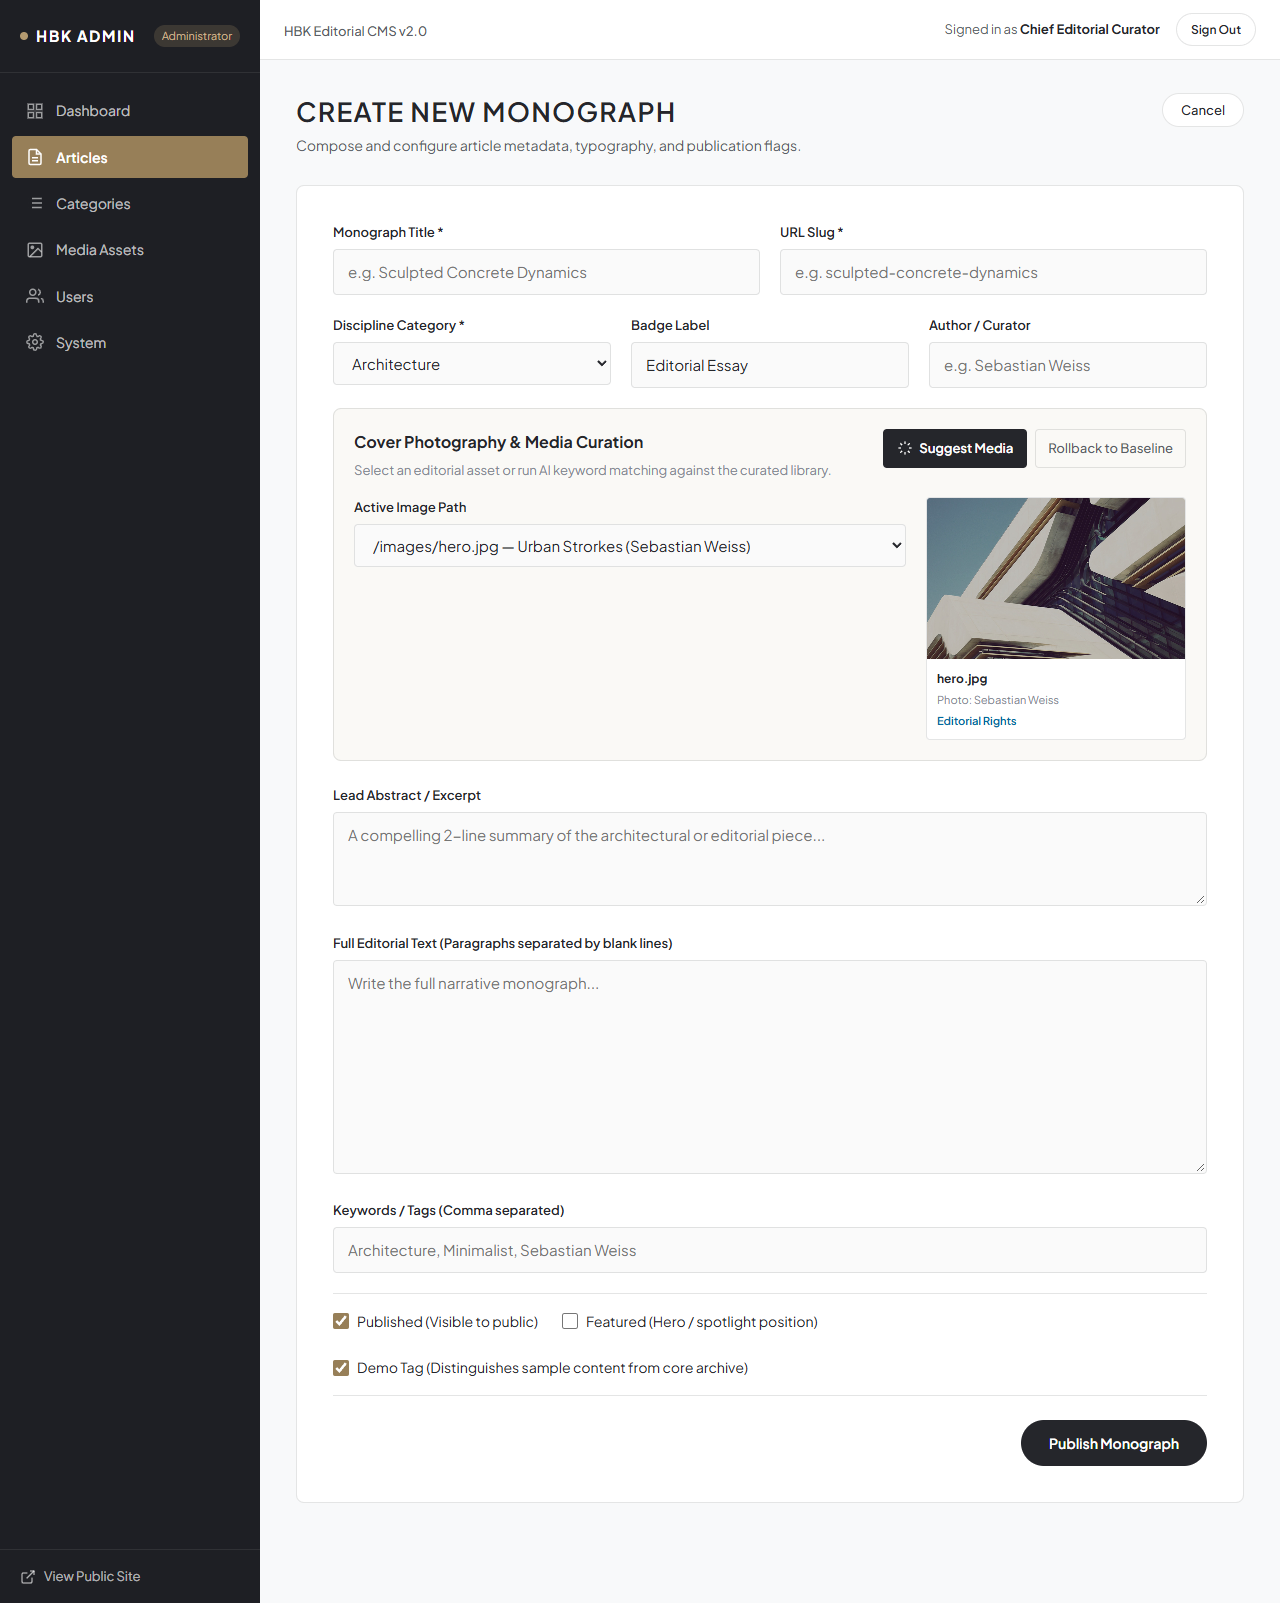 HBK ADMIN
Administrator
Dashboard
Articles
Categories
Media Assets
Users
System
View Public Site
HBK Editorial CMS v2.0
Signed in as Chief Editorial Curator
Sign Out
CREATE NEW MONOGRAPH
Cancel
Compose and configure article metadata, typography, and publication flags.
Monograph Title *
URL Slug *
e.g. Sculpted Concrete Dynamics
e.g. sculpted-concrete-dynamics
Discipline Category *
Badge Label
Author / Curator
Architecture
Editorial Essay
e.g. Sebastian Weiss
Cover Photography & Media Curation
Select an editorial asset or run AI keyword matching against the curated library.
Suggest Media
Rollback to Baseline
Active Image Path
/images/hero.jpg — Urban Strorkes (Sebastian Weiss)
hero.jpg
Photo: Sebastian Weiss
Editorial Rights
Lead Abstract / Excerpt
A compelling 2-line summary of the architectural or editorial piece...
Full Editorial Text (Paragraphs separated by blank lines)
Write the full narrative monograph...
Keywords / Tags (Comma separated)
Architecture, Minimalist, Sebastian Weiss
Published (Visible to public)
Featured (Hero / spotlight position)
Demo Tag (Distinguishes sample content from core archive)
Publish Monograph